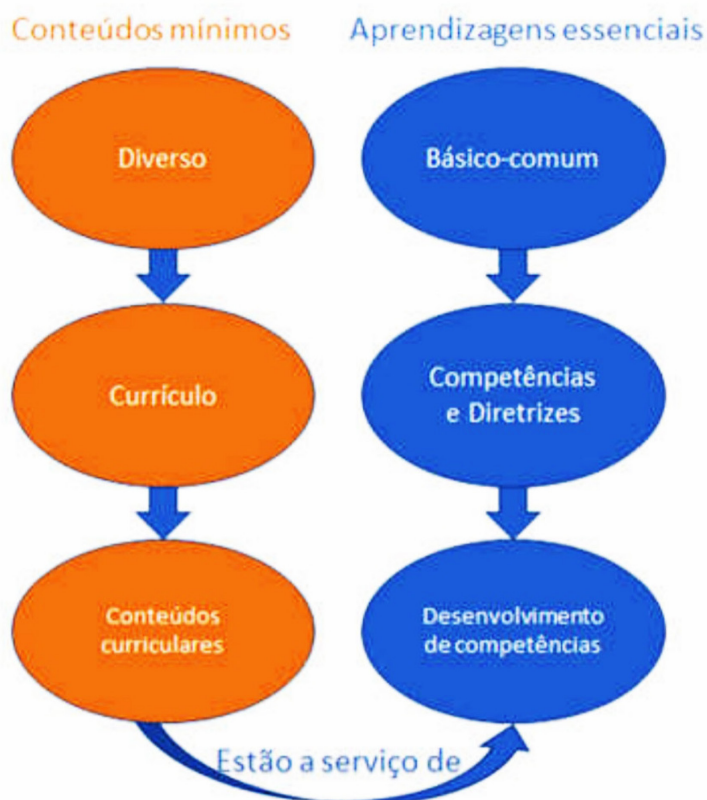 Conteúdos mínimos
Aprendizagens essenciais
Diverso
Básico-comum
Currículo
Competências
e Diretrizes
Conteúdos
curriculares
Desenvolvimento
de competências
Estão a serviço de